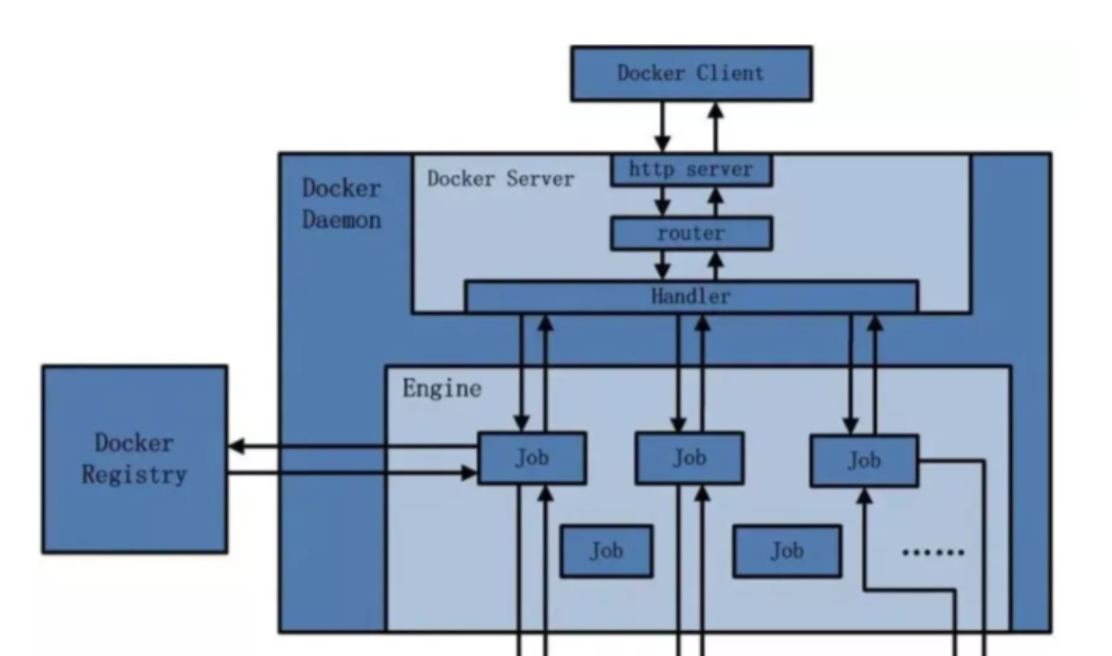 Docker Client
Docker
Daemon
Docker Server
http server
router
Handler
Engine
Docker
Registry
Job
Job
Job
Job
Job
......